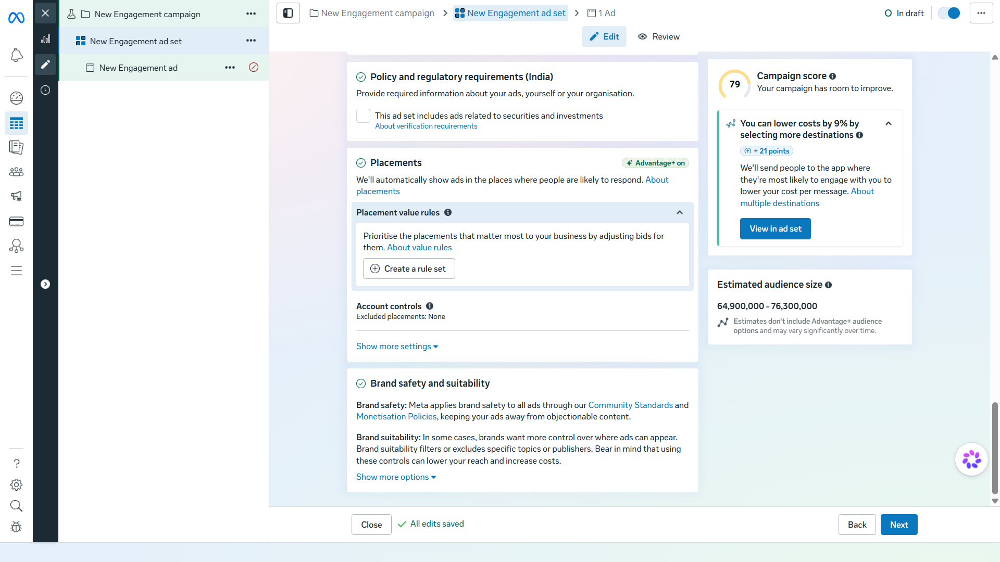 New Engagement campaign
New Engagement ad set
New Engagement ad
New Engagement campaign
New Engagement ad set
1 Ad
In draft
Edit
Review
Policy and regulatory requirements (India)
Provide required information about your ads, yourself or your organisation.
This ad set includes ads related to securities and investments
About verification requirements
Placements
Advantage+ on
We'll automatically show ads in the places where people are likely to respond. About
placements
Placement value rules
Prioritise the placements that matter most to your business by adjusting bids for
them. About value rules
Create a rule set
Account controls
Excluded placements: None
Show more settings
Brand safety and suitability
Brand safety: Meta applies brand safety to all ads through our Community Standards and
Monetisation Policies, keeping your ads away from objectionable content.
Brand suitability: In some cases, brands want more control over where ads can appear.
Brand suitability filters or excludes specific topics or publishers. Bear in mind that using
these controls can lower your reach and increase costs.
Show more options
79
Campaign score
Your campaign has room to improve.
You can lower costs by 9% by
selecting more destinations
+ 21 points
We'll send people to the app where
they're most likely to engage with you to
lower your cost per message. About
multiple destinations
View in ad set
Estimated audience size
64,900,000 - 76,300,000
Estimates don't include Advantage+ audience
options and may vary significantly over time.
Close
All edits saved
Back
Next